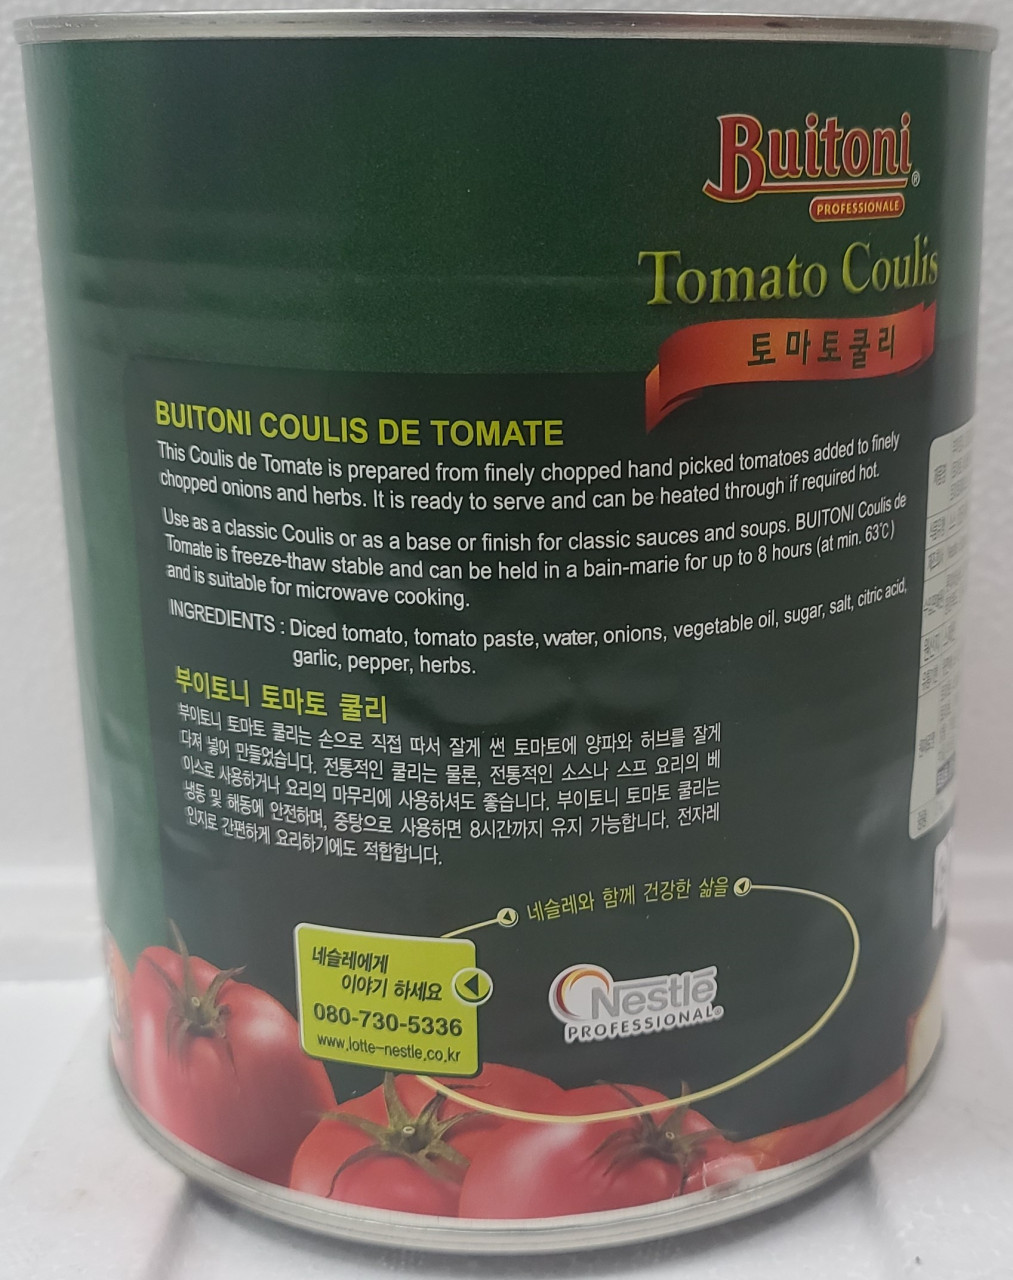 Buitoni®
PROFESSIONALE
Tomato Coulis
토마토쿨리
BUITONI COULIS DE TOMATE
This Coulis de Tomate is prepared from finely chopped hand picked tomatoes added to finely
chopped onions and herbs. It is ready to serve and can be heated through if required hot.
Use as a classic Coulis or as a base or finish for classic sauces and soups. BUITONI Coulis de
Tomate is freeze-thaw stable and can be held in a bain-marie for up to 8 hours (at min. 63℃)
and is suitable for microwave cooking.
INGREDIENTS : Diced tomato, tomato paste, water, onions, vegetable oil, sugar, salt, citric acid,
garlic, pepper, herbs.
부이토니 토마토 쿨리
부이토니 토마토 쿨리는 손으로 직접 따서 잘게 썬 토마토에 양파와 허브를 잘게
다져 넣어 만들었습니다. 전통적인 쿨리는 물론, 전통적인 소스나 스프 요리의 베
이스로 사용하거나 요리의 마무리에 사용하셔도 좋습니다. 부이토니 토마토 쿨리는
냉동 및 해동에 안전하며, 중탕으로 사용하면 8시간까지 유지 가능합니다. 전자레
인지로 간편하게 요리하기에도 적합합니다.
네슬레와 함께 건강한 삶을
네슬레에게
이야기 하세요
080-730-5336
www.lotte-nestle.co.kr
Nestlé
PROFESSIONAL®